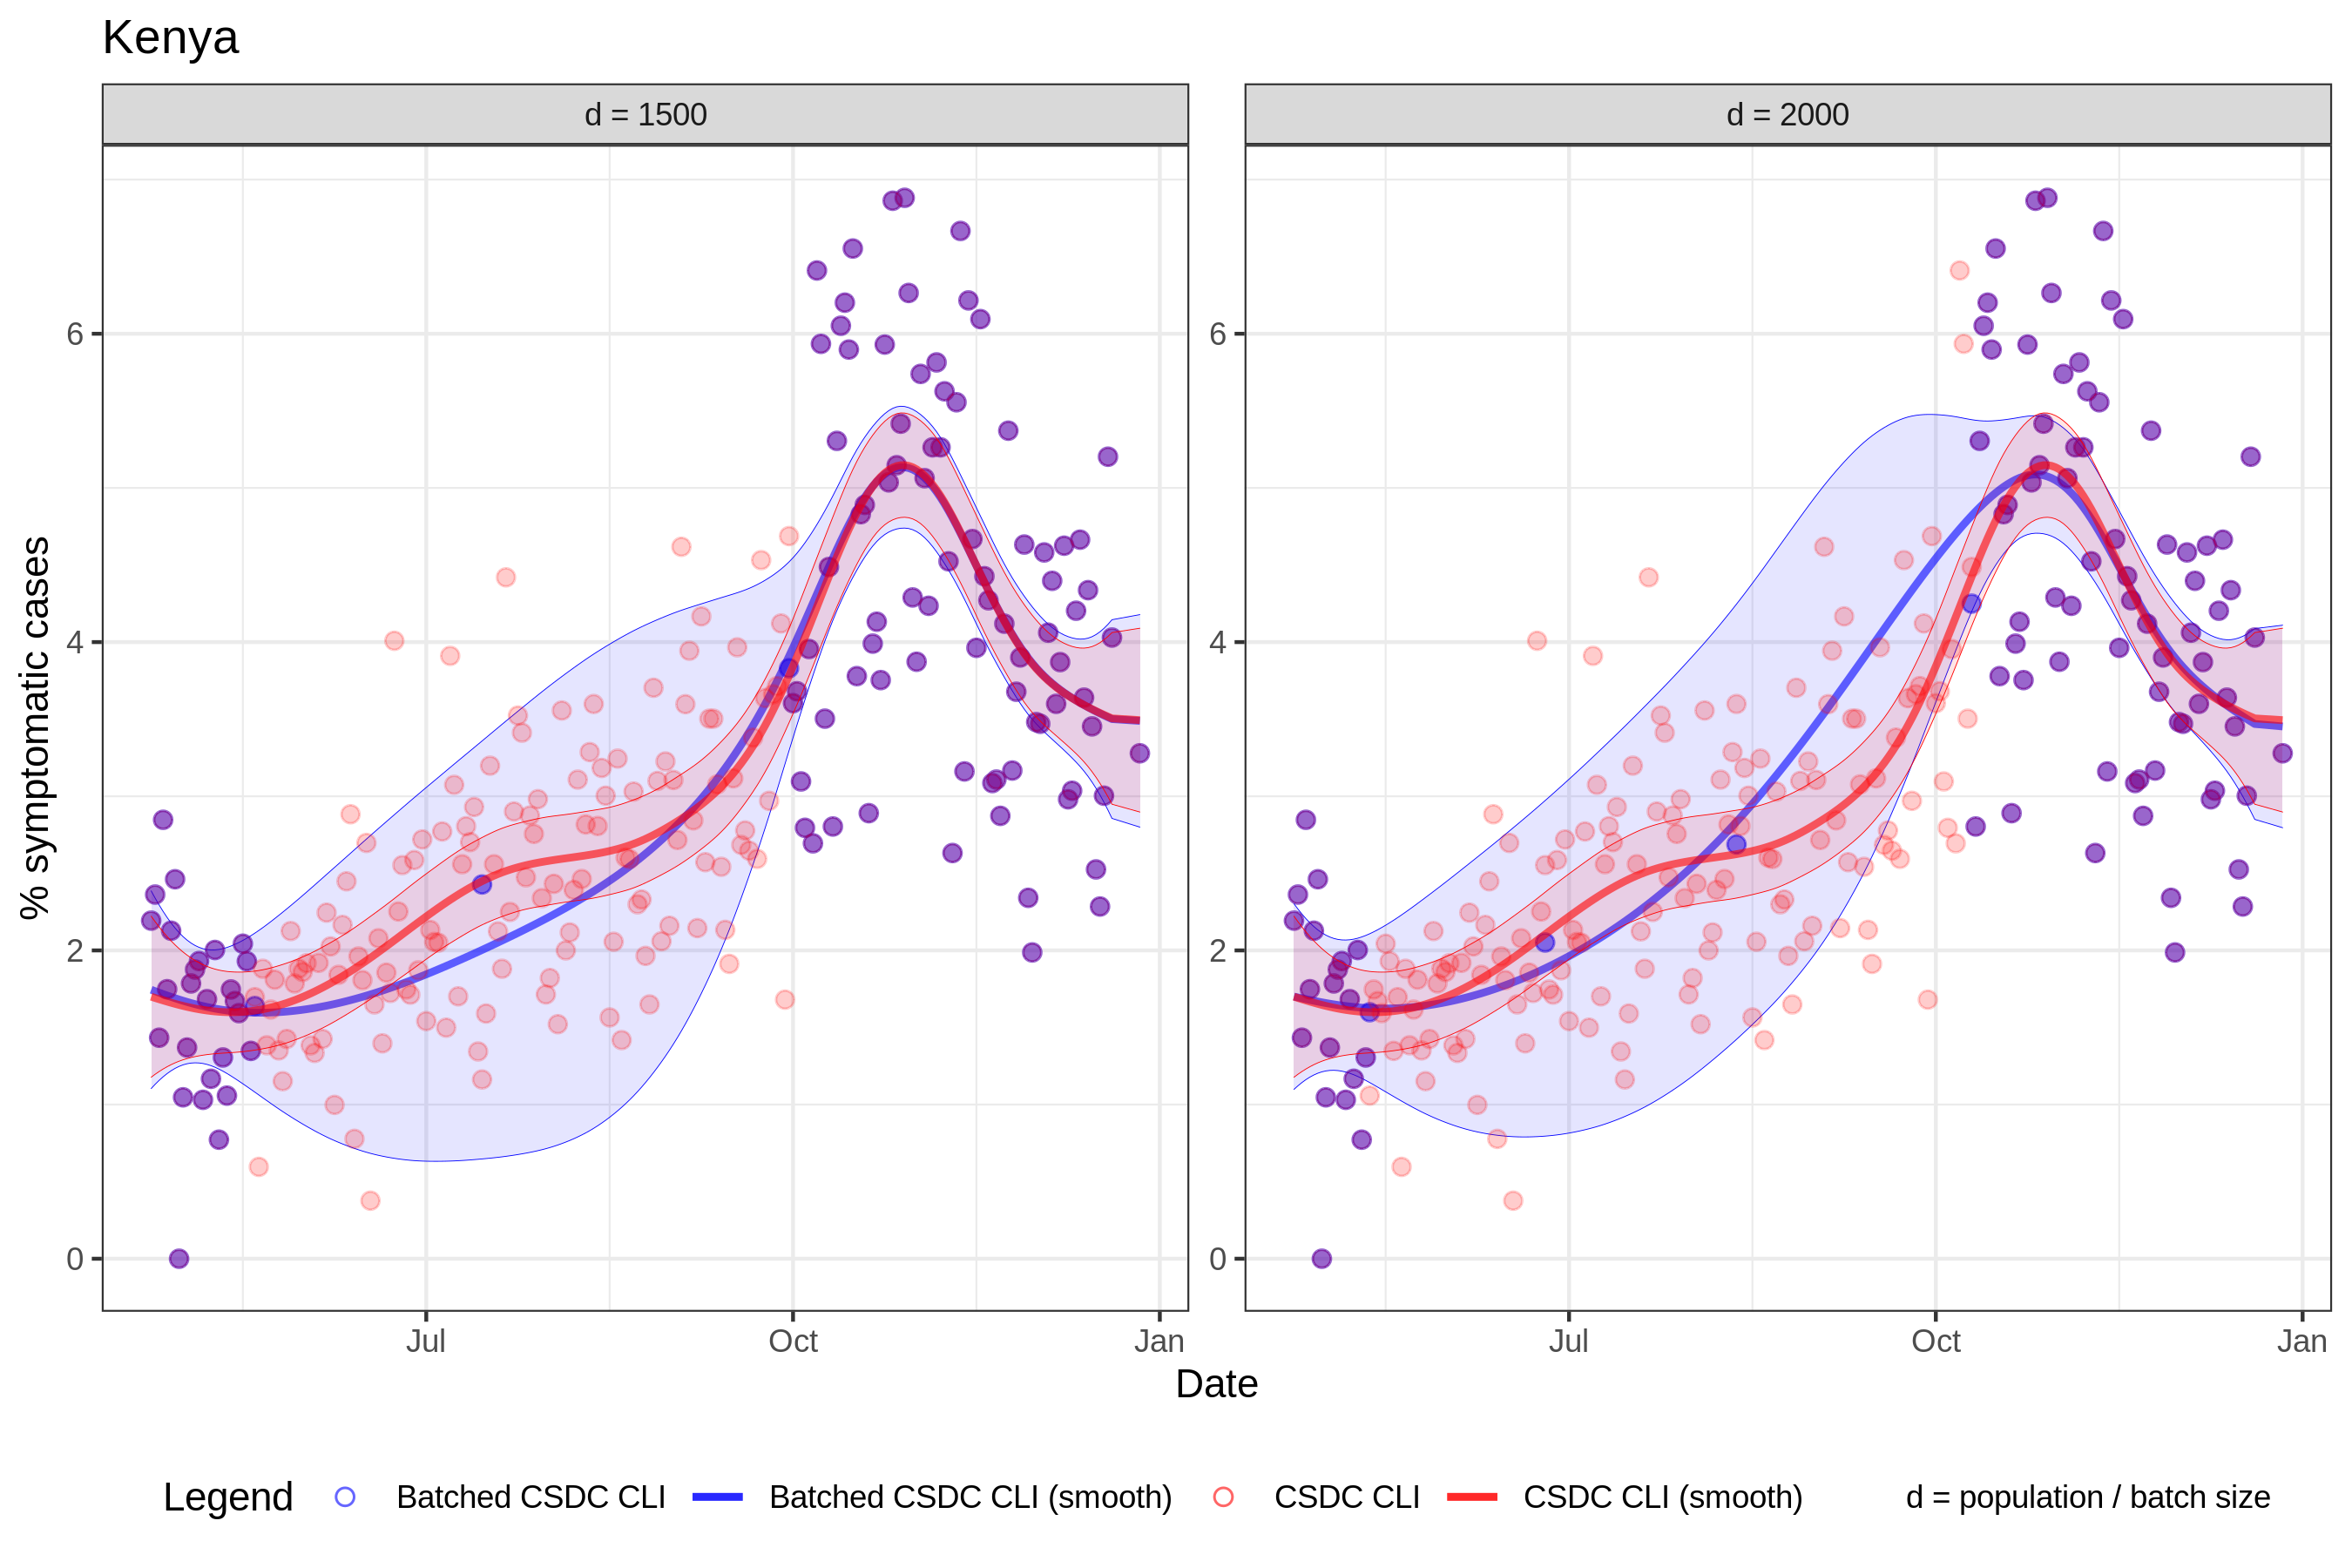 Kenya
d = 1500
d = 2000
% symptomatic cases
6
4
2
0
6
4
2
0
Jul
Oct
Jan
Jul
Oct
Jan
Date
Legend
Batched CSDC CLI
Batched CSDC CLI (smooth)
CSDC CLI
CSDC CLI (smooth)
d = population / batch size